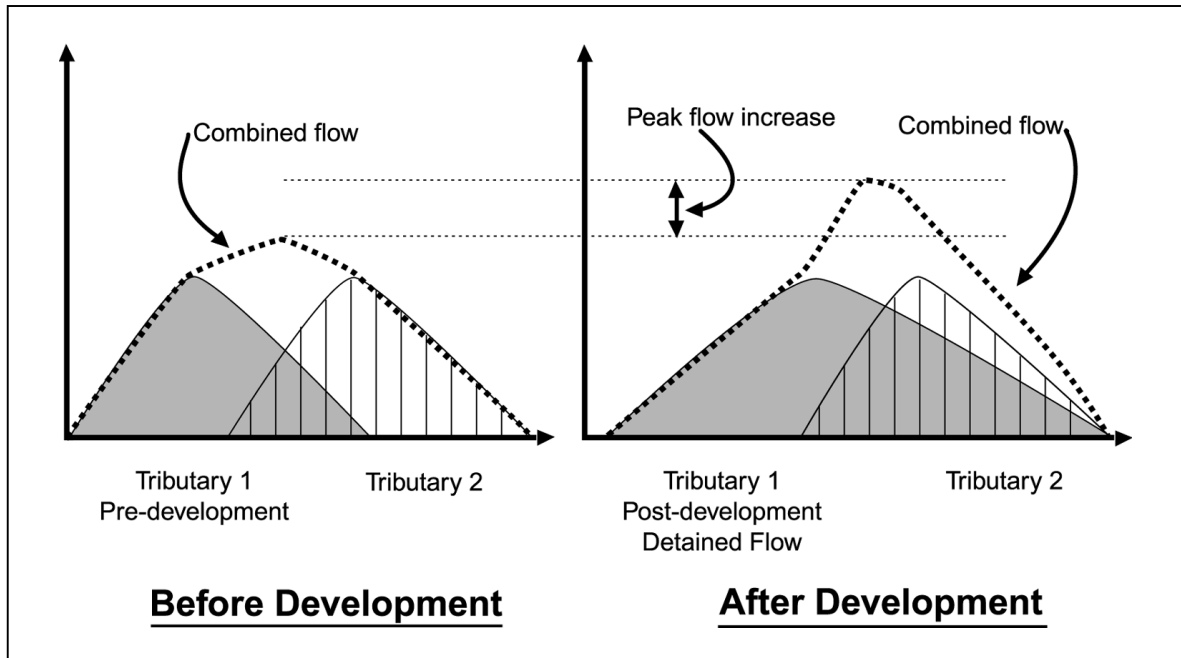 Combined flow
Peak flow increase
Combined flow
Tributary 1
Pre-development
Tributary 2
Tributary 1
Post-development
Detained Flow
Tributary 2
Before Development
After Development